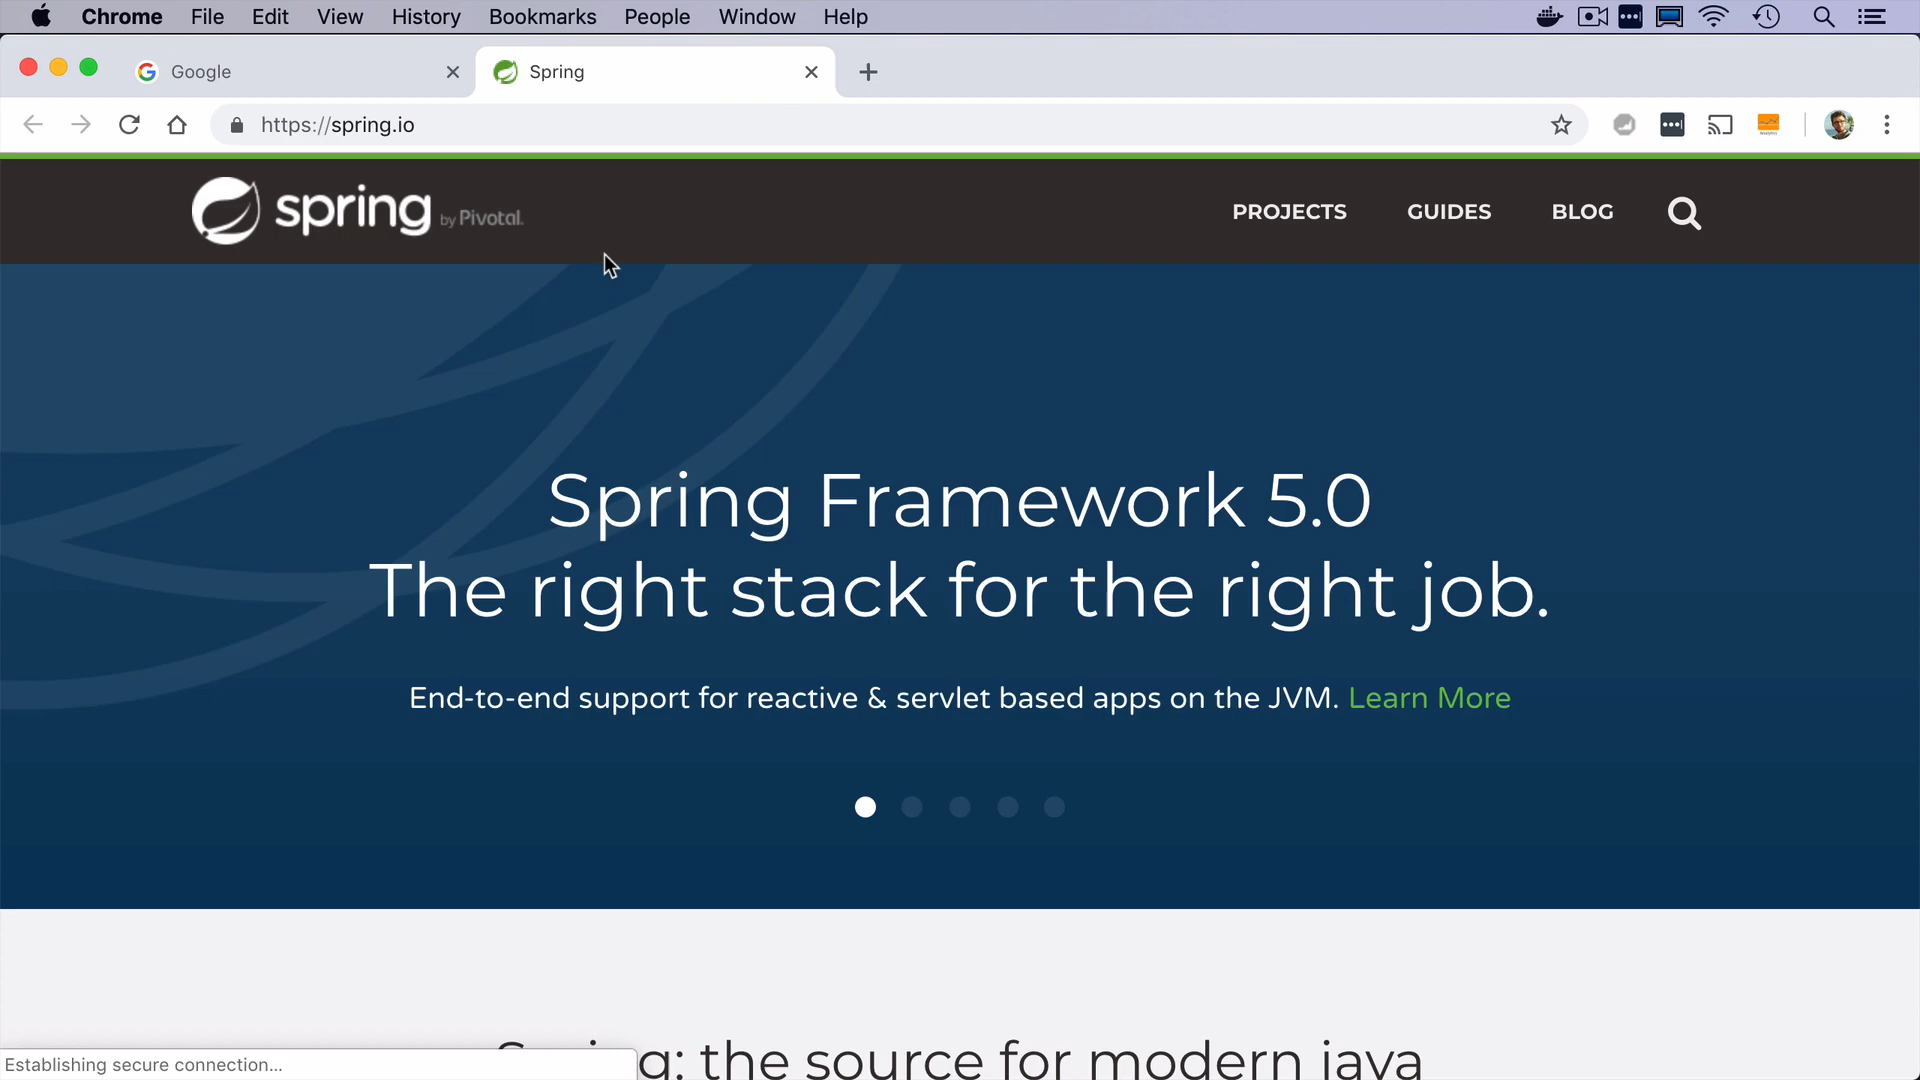 Chrome File Edit View History Bookmarks People Window Help
Google
Spring
https://spring.io
spring by Pivotal.
PROJECTS GUIDES BLOG
Spring Framework 5.0
The right stack for the right job.
End-to-end support for reactive & servlet based apps on the JVM. Learn More
Spring: the source for modern java
Establishing secure connection...